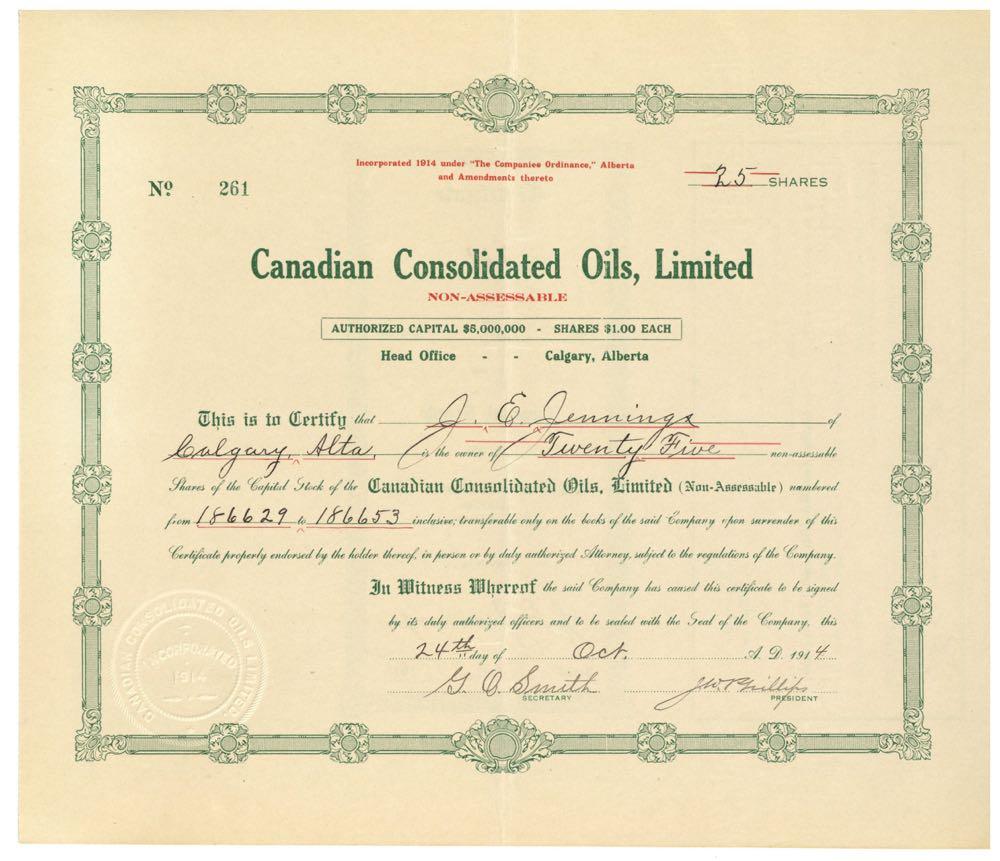 Incorporated 1914 under "The Companies Ordinance," Alberta
and Amendments thereto
No 261
25 SHARES
Canadian Consolidated Oils, Limited
NON-ASSESSABLE
AUTHORIZED CAPITAL $5,000,000 - SHARES $1.00 EACH
Head Office - - Calgary, Alberta
This is to Certify that J. E. Jennings of
Calgary, Alta, is the owner of Twenty Five non-assessable
Shares of the Capital Stock of the Canadian Consolidated Oils, Limited (Non-Assessable) numbered
from 186629 to 186653 inclusive; transferable only on the books of the said Company upon surrender of this
Certificate properly endorsed by the holder thereof, in person or by duly authorized Attorney, subject to the regulations of the Company.
In Witness Whereof the said Company has caused this certificate to be signed
by its duly authorized officers and to be sealed with the Seal of the Company, this
24th day of Oct. A. D. 1914
G. O. Smith
SECRETARY
J W Phillips
PRESIDENT
CANADIAN CONSOLIDATED OILS LIMITED
INCORPORATED
1914